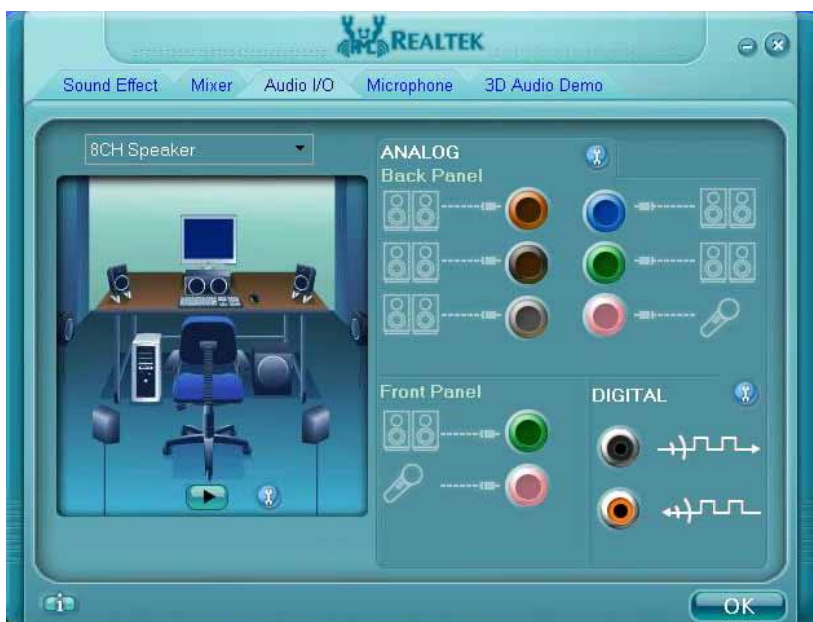 REALTEK
Sound Effect Mixer Audio I/O Microphone 3D Audio Demo
8CH Speaker
ANALOG
Back Panel
Front Panel
DIGITAL
OK